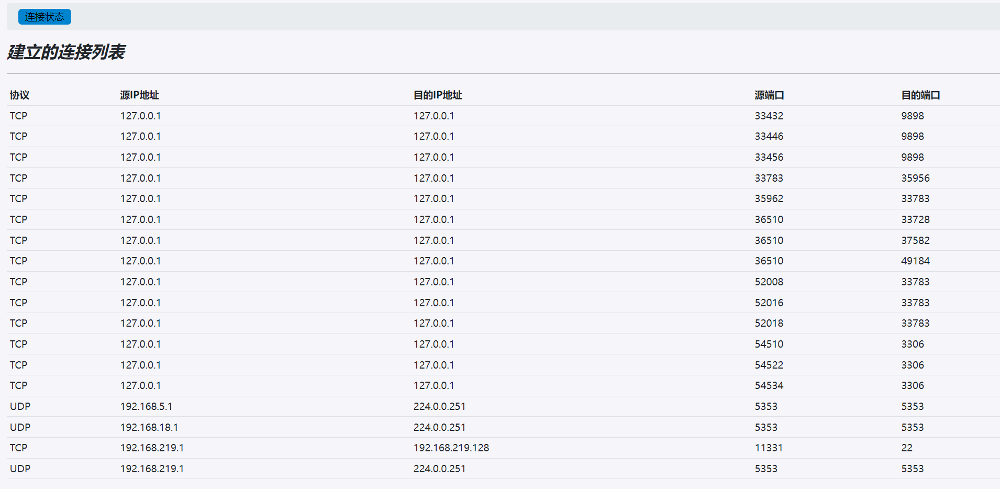 连接状态
建立的连接列表
协议 源IP地址 目的IP地址 源端口 目的端口
TCP 127.0.0.1 127.0.0.1 33432 9898
TCP 127.0.0.1 127.0.0.1 33446 9898
TCP 127.0.0.1 127.0.0.1 33456 9898
TCP 127.0.0.1 127.0.0.1 33783 35956
TCP 127.0.0.1 127.0.0.1 35962 33783
TCP 127.0.0.1 127.0.0.1 36510 33728
TCP 127.0.0.1 127.0.0.1 36510 37582
TCP 127.0.0.1 127.0.0.1 36510 49184
TCP 127.0.0.1 127.0.0.1 52008 33783
TCP 127.0.0.1 127.0.0.1 52016 33783
TCP 127.0.0.1 127.0.0.1 52018 33783
TCP 127.0.0.1 127.0.0.1 54510 3306
TCP 127.0.0.1 127.0.0.1 54522 3306
TCP 127.0.0.1 127.0.0.1 54534 3306
UDP 192.168.5.1 224.0.0.251 5353 5353
UDP 192.168.18.1 224.0.0.251 5353 5353
TCP 192.168.219.1 192.168.219.128 11331 22
UDP 192.168.219.1 224.0.0.251 5353 5353